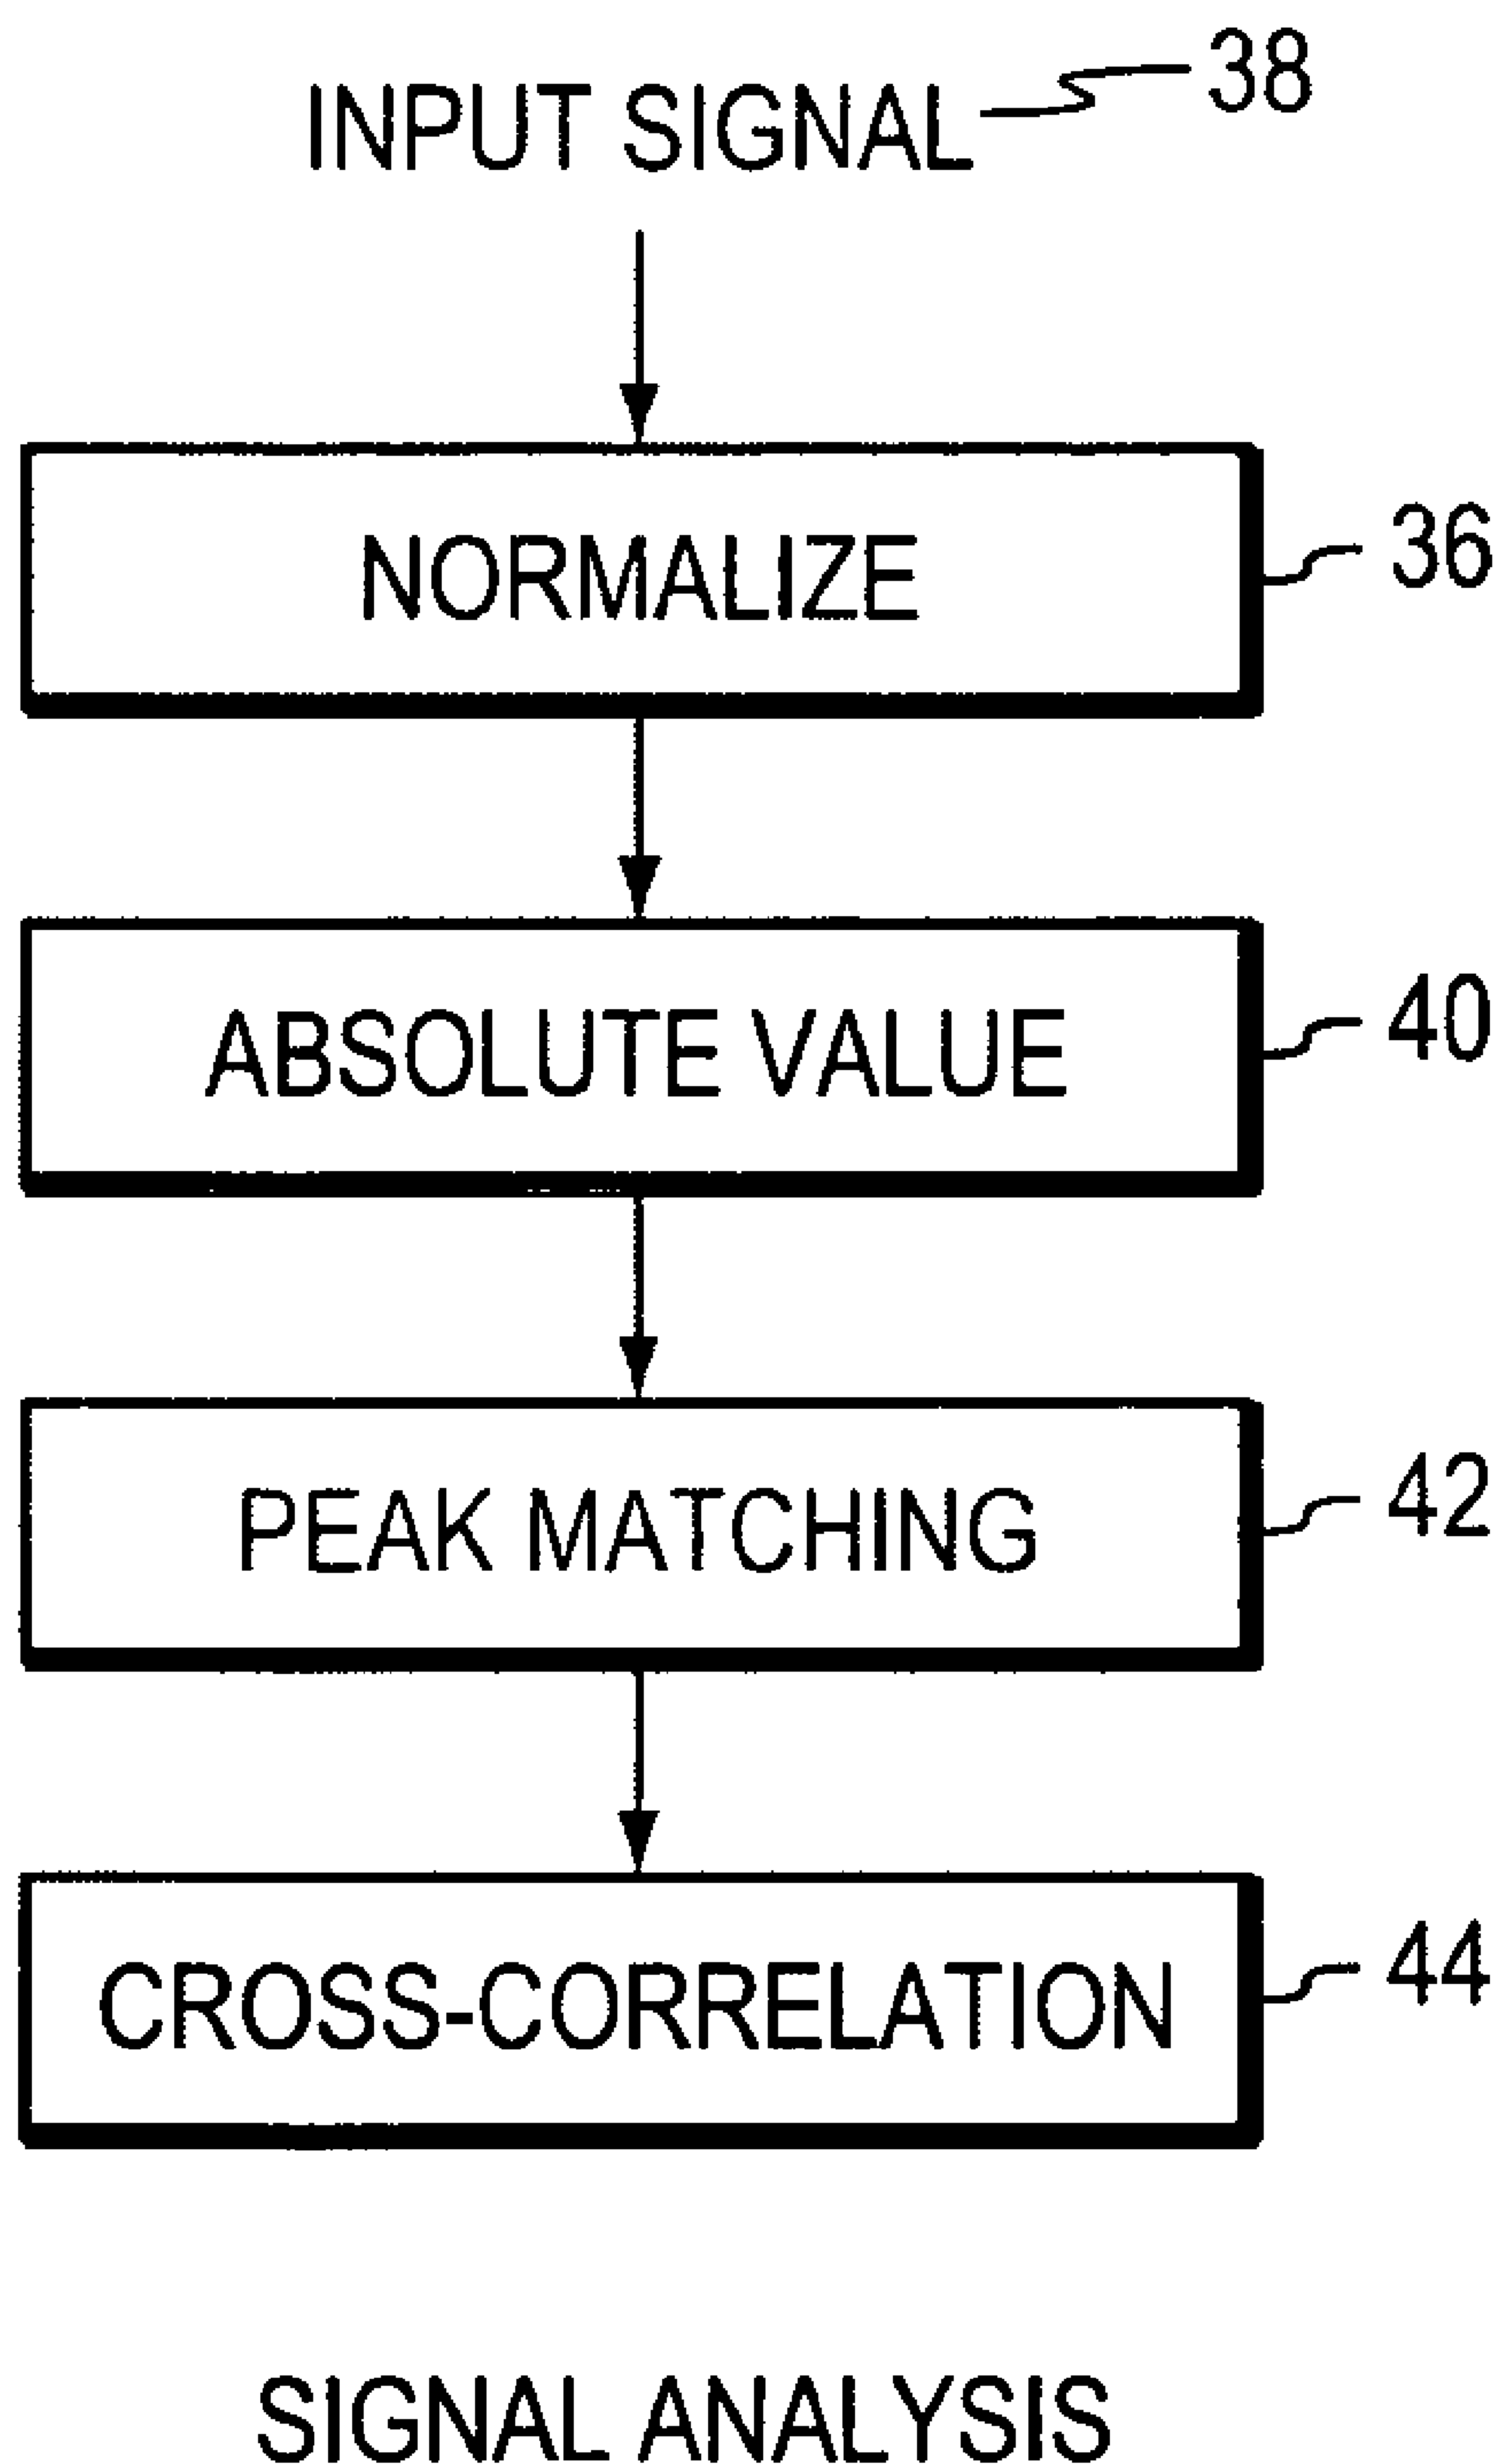 INPUT SIGNAL 38
NORMALIZE 36
ABSOLUTE VALUE 40
PEAK MATCHING 42
CROSS-CORRELATION 44
SIGNAL ANALYSIS